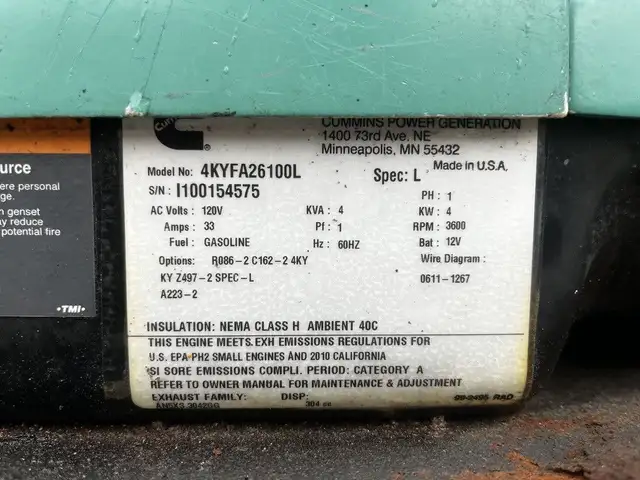 CUMMINS POWER GENERATION
1400 73rd Ave. NE
Minneapolis, MN 55432
Made in U.S.A.
Model No: 4KYFA26100L Spec: L
S/N : I100154575
PH : 1
AC Volts : 120V KVA : 4 KW : 4
Amps : 33 Pf : 1 RPM : 3600
Fuel : GASOLINE Hz : 60HZ Bat : 12V
Options: R086-2 C162-2 4KY Wire Diagram :
KY Z497-2 SPEC-L 0611-1267
A223-2
INSULATION: NEMA CLASS H AMBIENT 40C
THIS ENGINE MEETS EXH EMISSIONS REGULATIONS FOR
U.S. EPA PH2 SMALL ENGINES AND 2010 CALIFORNIA
SI SORE EMISSIONS COMPLI. PERIOD: CATEGORY A
REFER TO OWNER MANUAL FOR MAINTENANCE & ADJUSTMENT
EXHAUST FAMILY: DISP:
304 cc
ource
ere personal
ge.
n genset
ay reduce
potential fire
•TMI•